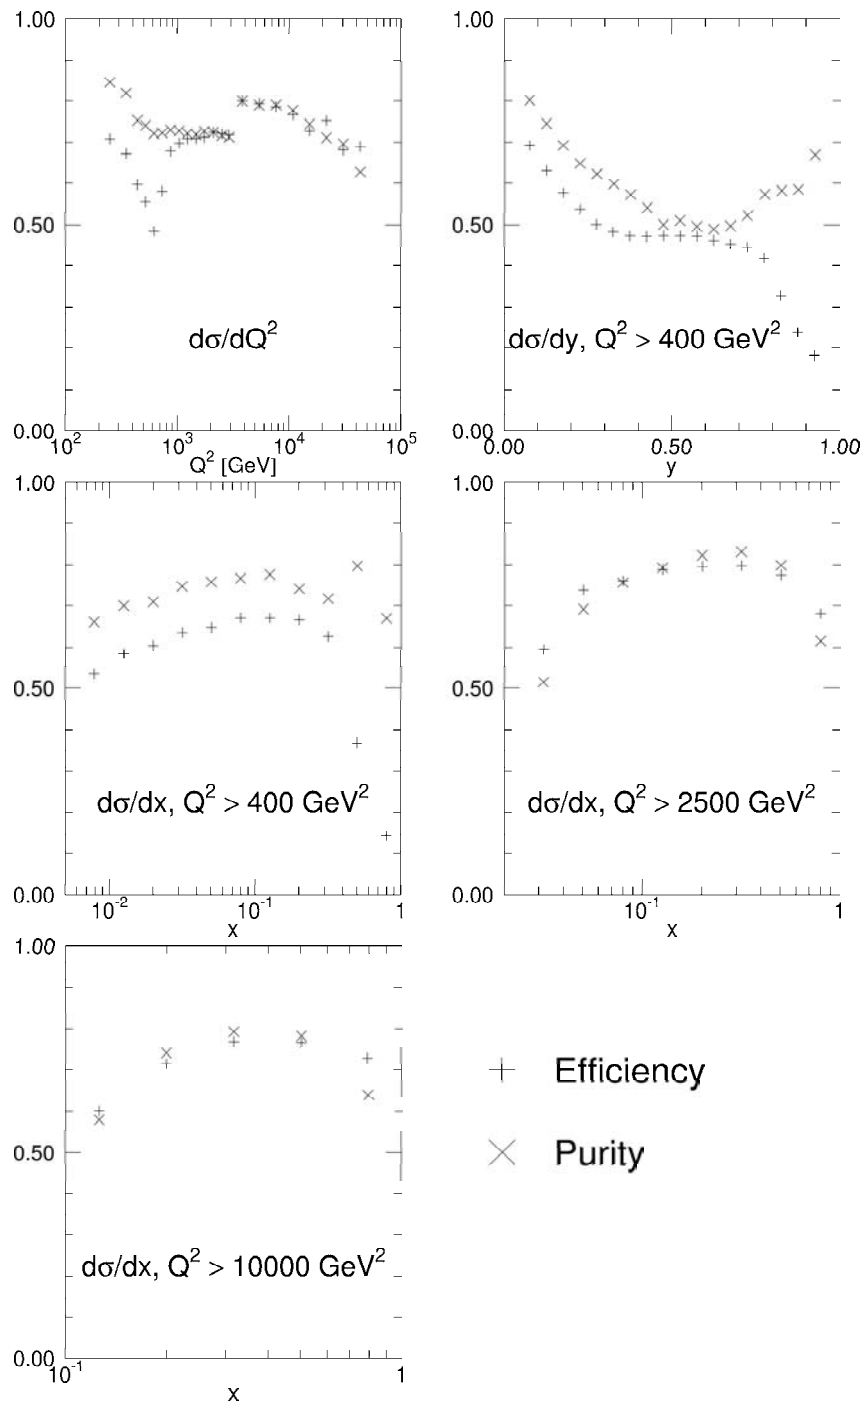 1.00
0.50
0.00
10²
10³
10⁴
10⁵
Q² [GeV]
dσ/dQ²
1.00
0.50
0.00
0.00
0.50
1.00
y
dσ/dy, Q² > 400 GeV²
1.00
0.50
0.00
10⁻²
10⁻¹
1
x
dσ/dx, Q² > 400 GeV²
1.00
0.50
0.00
10⁻¹
1
x
dσ/dx, Q² > 2500 GeV²
1.00
0.50
0.00
10⁻¹
1
x
dσ/dx, Q² > 10000 GeV²
Efficiency
Purity